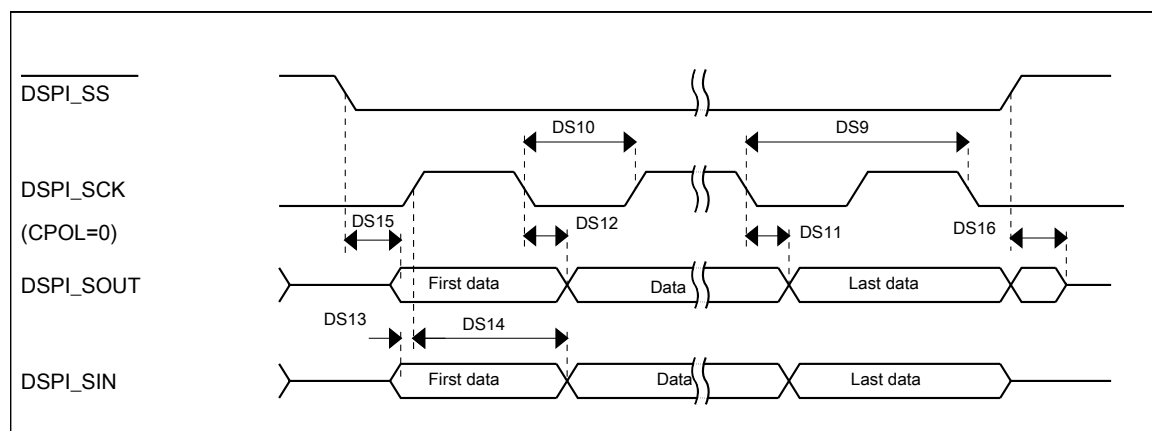 DSPI_SS
DS10
DS9
DSPI_SCK
DS15
DS12
DS11
DS16
(CPOL=0)
DSPI_SOUT
First data
Data
Last data
DS13
DS14
DSPI_SIN
First data
Data
Last data